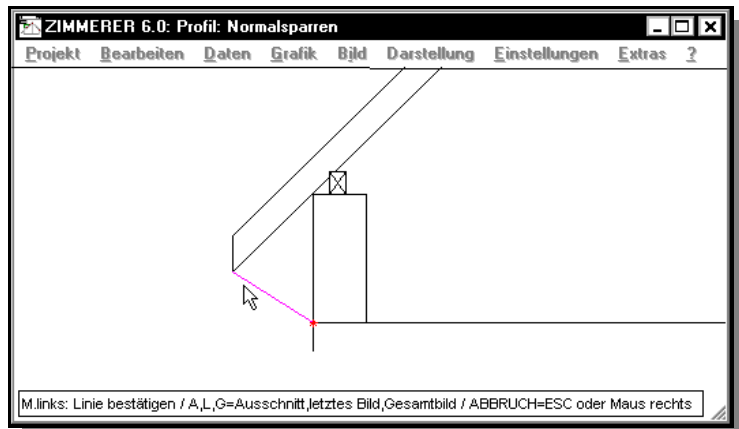 ZIMMERER 6.0: Profil: Normalsparren
Projekt Bearbeiten Daten Grafik Bild Darstellung Einstellungen Extras ?
M.links: Linie bestätigen / A,L,G=Ausschnitt,letztes Bild,Gesamtbild / ABBRUCH=ESC oder Maus rechts